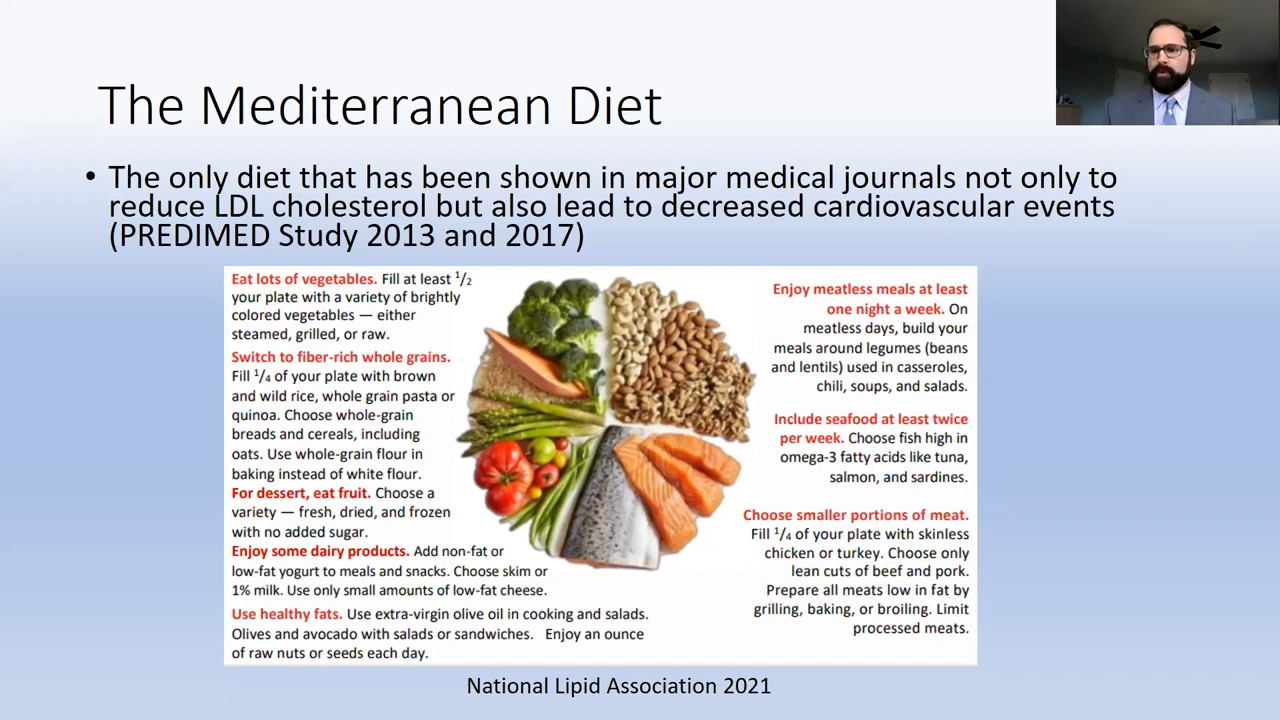 The Mediterranean Diet
• The only diet that has been shown in major medical journals not only to
reduce LDL cholesterol but also lead to decreased cardiovascular events
(PREDIMED Study 2013 and 2017)
Eat lots of vegetables. Fill at least 1/2
your plate with a variety of brightly
colored vegetables — either
steamed, grilled, or raw.
Switch to fiber-rich whole grains.
Fill 1/4 of your plate with brown
and wild rice, whole grain pasta or
quinoa. Choose whole-grain
breads and cereals, including
oats. Use whole-grain flour in
baking instead of white flour.
For dessert, eat fruit. Choose a
variety — fresh, dried, and frozen
with no added sugar.
Enjoy some dairy products. Add non-fat or
low-fat yogurt to meals and snacks. Choose skim or
1% milk. Use only small amounts of low-fat cheese.
Use healthy fats. Use extra-virgin olive oil in cooking and salads.
Olives and avocado with salads or sandwiches. Enjoy an ounce
of raw nuts or seeds each day.
Enjoy meatless meals at least
one night a week. On
meatless days, build your
meals around legumes (beans
and lentils) used in casseroles,
chili, soups, and salads.
Include seafood at least twice
per week. Choose fish high in
omega-3 fatty acids like tuna,
salmon, and sardines.
Choose smaller portions of meat.
Fill 1/4 of your plate with skinless
chicken or turkey. Choose only
lean cuts of beef and pork.
Prepare all meats low in fat by
grilling, baking, or broiling. Limit
processed meats.
National Lipid Association 2021